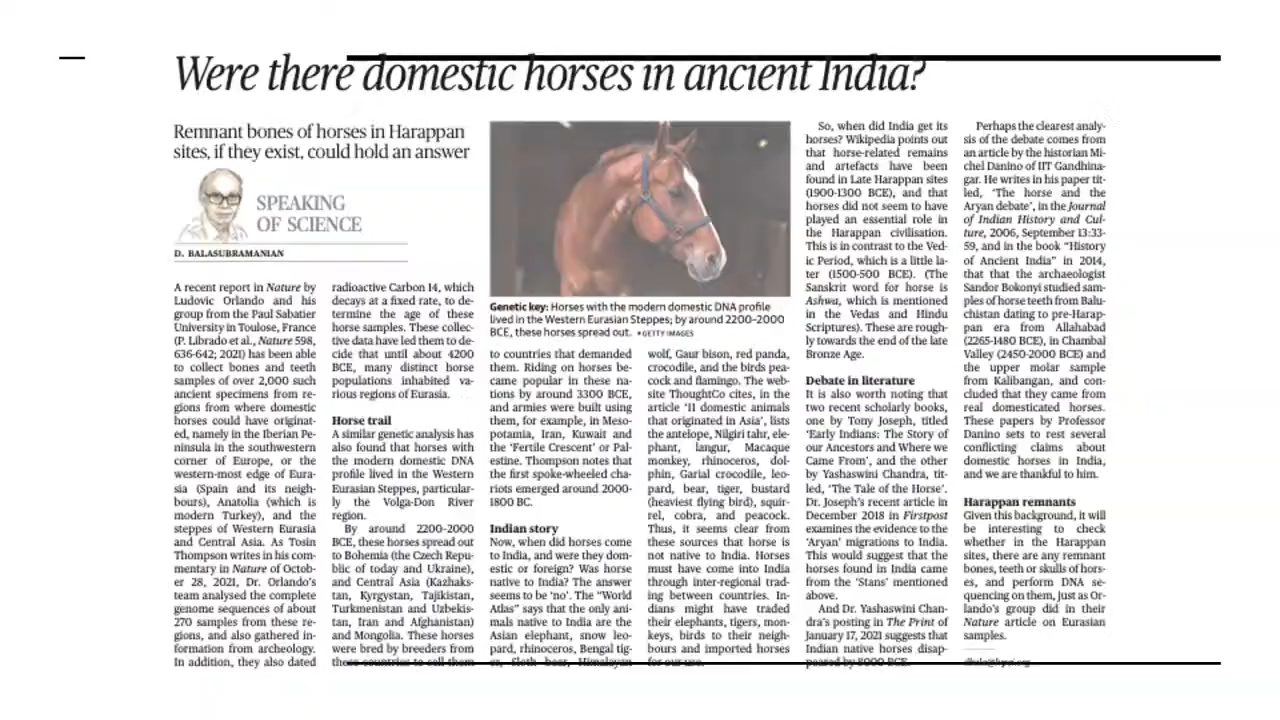 Were there domestic horses in ancient India?
Remnant bones of horses in Harappan
sites, if they exist, could hold an answer
SPEAKING
OF SCIENCE
D. BALASUBRAMANIAN
A recent report in Nature by
Ludovic Orlando and his
group from the Paul Sabatier
University in Toulose, France
(P. Librado et al., Nature 598,
636-642; 2021) has been able
to collect bones and teeth
samples of over 2,000 such
ancient specimens from re-
gions from where domestic
horses could have originat-
ed, namely in the Iberian Pe-
ninsula in the southwestern
corner of Europe, or the
western-most edge of Eura-
sia (Spain and its neigh-
bours), Anatolia (which is
modern Turkey), and the
steppes of Western Eurasia
and Central Asia. As Tosin
Thompson writes in his com-
mentary in Nature of Octob-
er 28, 2021, Dr. Orlando's
team analysed the complete
genome sequences of about
270 samples from these re-
gions, and also gathered in-
formation from archeology.
In addition, they also dated
radioactive Carbon 14, which
decays at a fixed rate, to de-
termine the age of these
horse samples. These collec-
tive data have led them to de-
cide that until about 4200
BCE, many distinct horse
populations inhabited va-
rious regions of Eurasia.
Horse trail
A similar genetic analysis has
also found that horses with
the modern domestic DNA
profile lived in the Western
Eurasian Steppes, particular-
ly the Volga-Don River
region.
By around 2200-2000
BCE, these horses spread out
to Bohemia (the Czech Repu-
blic of today and Ukraine),
and Central Asia (Kazhaks-
tan, Kyrgystan, Tajikistan,
Turkmenistan and Uzbekis-
tan, Iran and Afghanistan)
and Mongolia. These horses
were bred by breeders from
these countries to sell them
Genetic key: Horses with the modern domestic DNA profile
lived in the Western Eurasian Steppes; by around 2200–2000
BCE, these horses spread out. • GETTY IMAGES
to countries that demanded
them. Riding on horses be-
came popular in these na-
tions by around 3300 BCE,
and armies were built using
them, for example, in Meso-
potamia, Iran, Kuwait and
the 'Fertile Crescent' or Pal-
estine. Thompson notes that
the first spoke-wheeled cha-
riots emerged around 2000-
1800 BC.
Indian story
Now, when did horses come
to India, and were they dom-
estic or foreign? Was horse
native to India? The answer
seems to be 'no'. The "World
Atlas" says that the only ani-
mals native to India are the
Asian elephant, snow leo-
pard, rhinoceros, Bengal tig-
er, Sloth bear, Himalayan
wolf, Gaur bison, red panda,
crocodile, and the birds pea-
cock and flamingo. The web-
site ThoughtCo cites, in the
article '11 domestic animals
that originated in Asia', lists
the antelope, Nilgiri tahr, ele-
phant, langur, Macaque
monkey, rhinoceros, dol-
phin, Garial crocodile, leo-
pard, bear, tiger, bustard
(heaviest flying bird), squir-
rel, cobra, and peacock.
Thus, it seems clear from
these sources that horse is
not native to India. Horses
must have come into India
through inter-regional trad-
ing between countries. In-
dians might have traded
their elephants, tigers, mon-
keys, birds to their neigh-
bours and imported horses
for our use.
So, when did India get its
horses? Wikipedia points out
that horse-related remains
and artefacts have been
found in Late Harappan sites
(1900-1300 BCE), and that
horses did not seem to have
played an essential role in
the Harappan civilisation.
This is in contrast to the Ved-
ic Period, which is a little la-
ter (1500-500 BCE). (The
Sanskrit word for horse is
Ashwa, which is mentioned
in the Vedas and Hindu
Scriptures). These are rough-
ly towards the end of the late
Bronze Age.
Debate in literature
It is also worth noting that
two recent scholarly books,
one by Tony Joseph, titled
'Early Indians: The Story of
our Ancestors and Where we
Came From', and the other
by Yashaswini Chandra, tit-
led, 'The Tale of the Horse'.
Dr. Joseph's recent article in
December 2018 in Firstpost
examines the evidence to the
'Aryan' migrations to India.
This would suggest that the
horses found in India came
from the 'Stans' mentioned
above.
And Dr. Yashaswini Chan-
dra's posting in The Print of
January 17, 2021 suggests that
Indian native horses disap-
peared by 8000 BCE.
Perhaps the clearest analy-
sis of the debate comes from
an article by the historian Mi-
chel Danino of IIT Gandhina-
gar. He writes in his paper tit-
led, 'The horse and the
Aryan debate', in the Journal
of Indian History and Cul-
ture, 2006, September 13:33-
59, and in the book "History
of Ancient India" in 2014,
that that the archaeologist
Sandor Bokonyi studied sam-
ples of horse teeth from Balu-
chistan dating to pre-Harap-
pan era from Allahabad
(2265-1480 BCE), in Chambal
Valley (2450-2000 BCE) and
the upper molar sample
from Kalibangan, and con-
cluded that they came from
real domesticated horses.
These papers by Professor
Danino sets to rest several
conflicting claims about
domestic horses in India,
and we are thankful to him.
Harappan remnants
Given this background, it will
be interesting to check
whether in the Harappan
sites, there are any remnant
bones, teeth or skulls of hors-
es, and perform DNA se-
quencing on them, just as Or-
lando's group did in their
Nature article on Eurasian
samples.